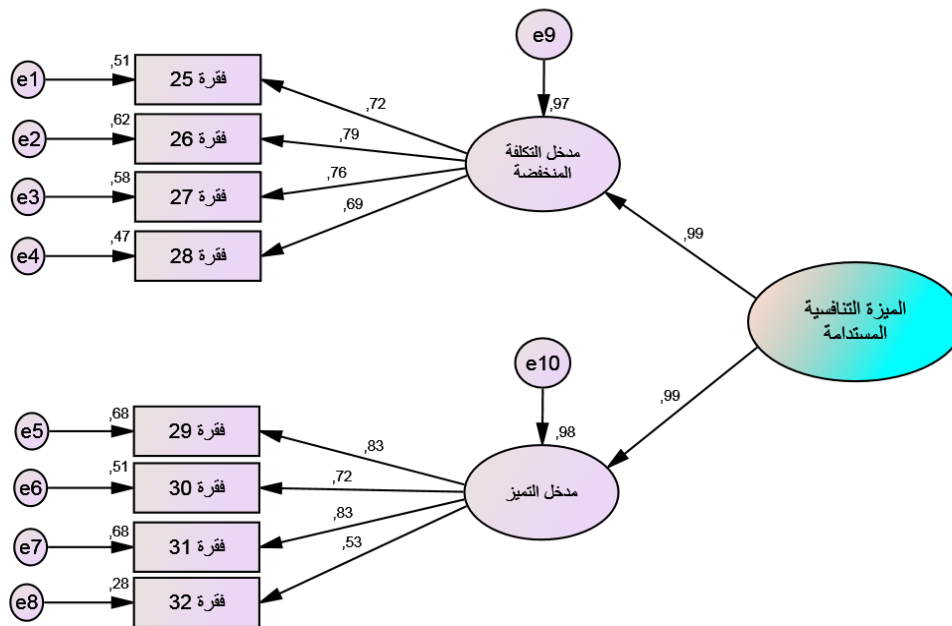 e9
e1
,51
فقرة 25
,72
,97
e2
,62
فقرة 26
,79
مدخل التكلفة
المنخفضة
e3
,58
فقرة 27
,76
e4
,47
فقرة 28
,69
,99
الميزة التنافسية
المستدامة
e10
,99
e5
,68
فقرة 29
,83
,98
e6
,51
فقرة 30
,72
مدخل التميز
e7
,68
فقرة 31
,83
e8
,28
فقرة 32
,53